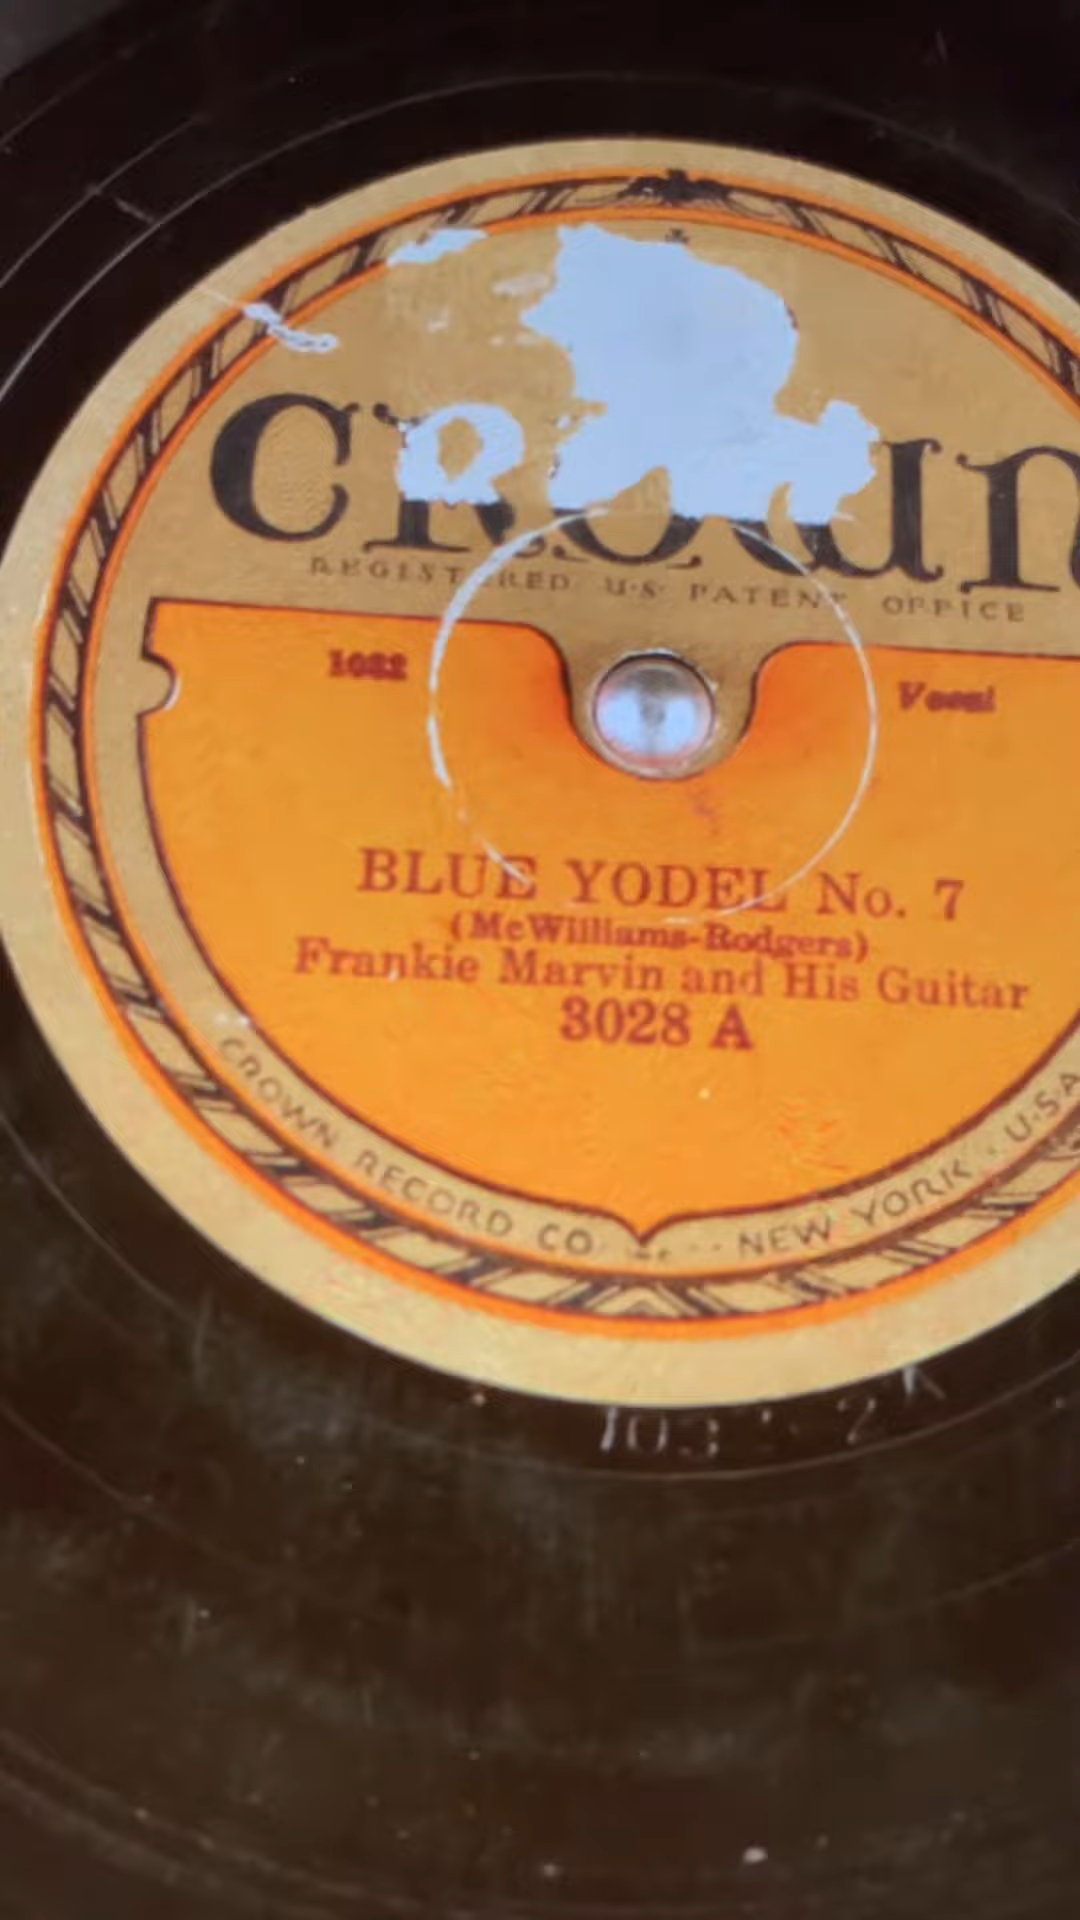 CROWN
REGISTERED U·S· PATENT OFFICE
Vocal
BLUE YODEL No. 7
(McWilliams-Rodgers)
Frankie Marvin and His Guitar
3028 A
CROWN RECORD CO. NEW YORK · U·S·A